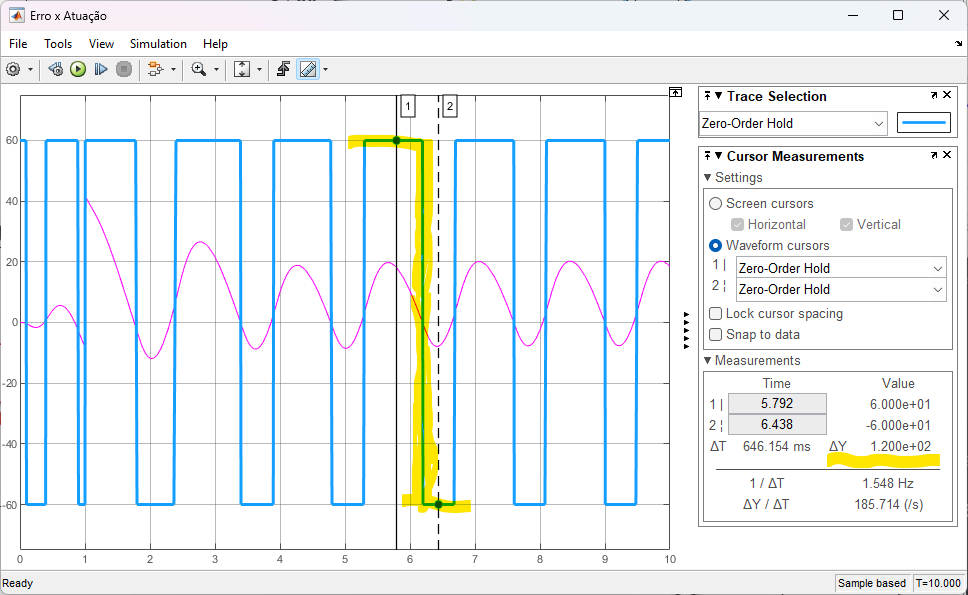 Erro x Atuação
File Tools View Simulation Help
1 2
60
40
20
0
-20
-40
-60
0 1 2 3 4 5 6 7 8 9 10
Trace Selection
Zero-Order Hold
Cursor Measurements
Settings
Screen cursors
Horizontal Vertical
Waveform cursors
1 | Zero-Order Hold
2 ¦ Zero-Order Hold
Lock cursor spacing
Snap to data
Measurements
Time Value
1 | 5.792 6.000e+01
2 ¦ 6.438 -6.000e+01
ΔT 646.154 ms ΔY 1.200e+02
1 / ΔT 1.548 Hz
ΔY / ΔT 185.714 (/s)
Ready Sample based T=10.000